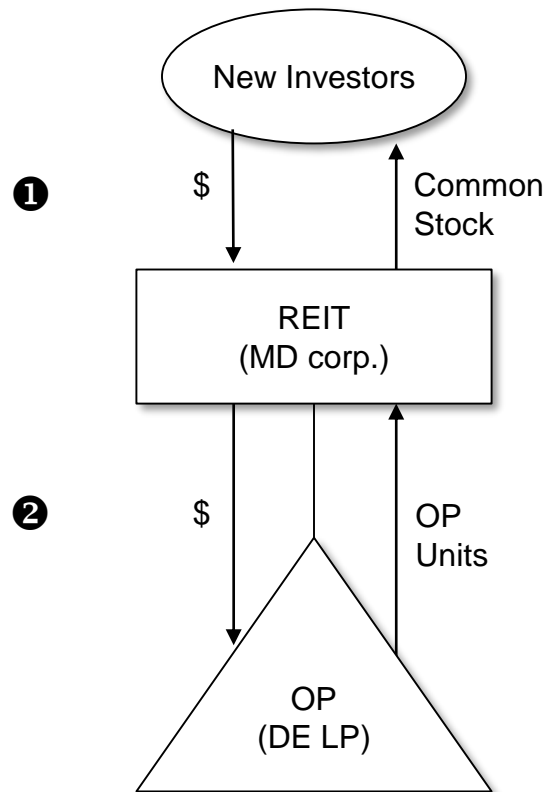 New Investors
❶
$
Common
Stock
REIT
(MD corp.)
❷
$
OP
Units
OP
(DE LP)